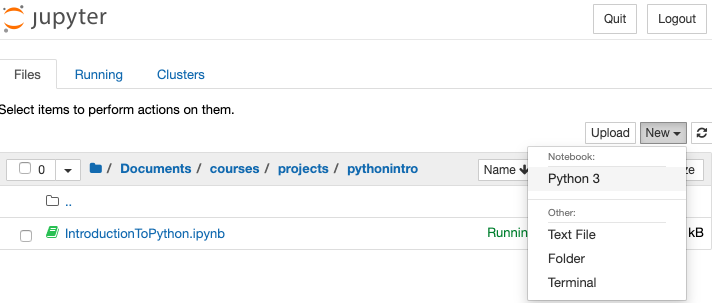 jupyter
Quit
Logout
Files
Running
Clusters
Select items to perform actions on them.
Upload
New
0
/ Documents / courses / projects / pythonintro
Name
Notebook:
Python 3
Other:
Text File
Folder
Terminal
..
IntroductionToPython.ipynb
kB